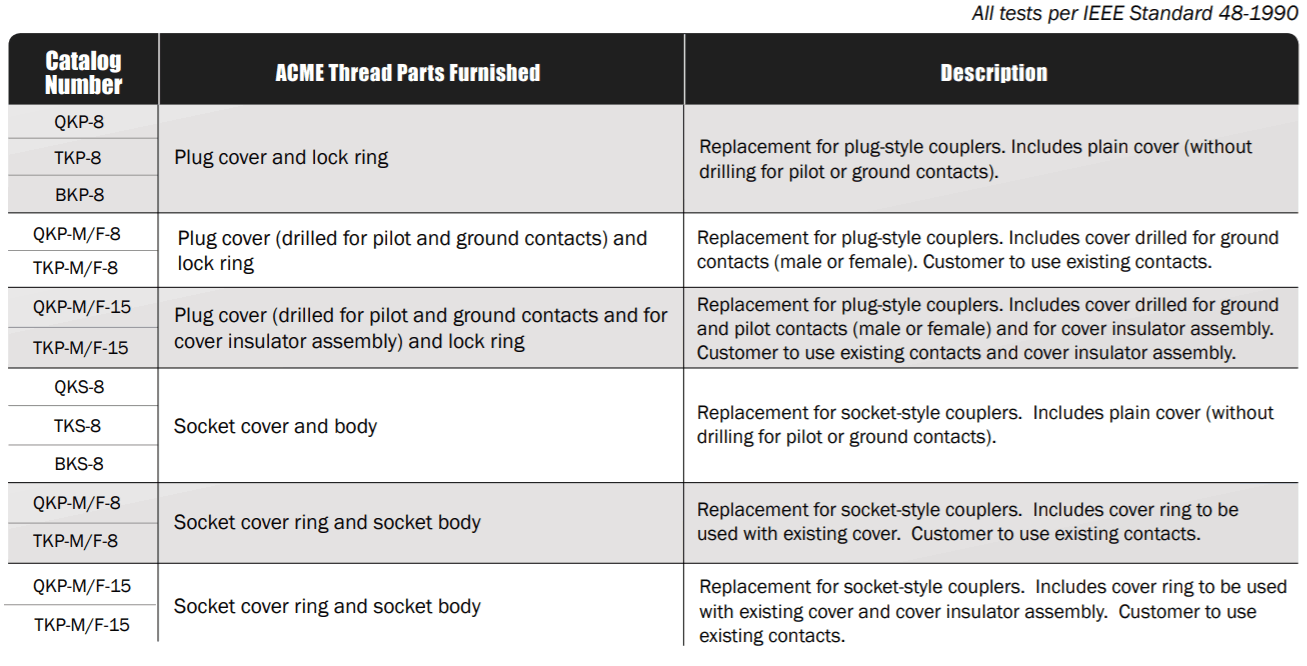 All tests per IEEE Standard 48-1990
Catalog
Number
ACME Thread Parts Furnished
Description
QKP-8
TKP-8
BKP-8
Plug cover and lock ring
Replacement for plug-style couplers. Includes plain cover (without
drilling for pilot or ground contacts).
QKP-M/F-8
TKP-M/F-8
Plug cover (drilled for pilot and ground contacts) and
lock ring
Replacement for plug-style couplers. Includes cover drilled for ground
contacts (male or female). Customer to use existing contacts.
QKP-M/F-15
TKP-M/F-15
Plug cover (drilled for pilot and ground contacts and for
cover insulator assembly) and lock ring
Replacement for plug-style couplers. Includes cover drilled for ground
and pilot contacts (male or female) and for cover insulator assembly.
Customer to use existing contacts and cover insulator assembly.
QKS-8
TKS-8
BKS-8
Socket cover and body
Replacement for socket-style couplers. Includes plain cover (without
drilling for pilot or ground contacts).
QKP-M/F-8
TKP-M/F-8
Socket cover ring and socket body
Replacement for socket-style couplers. Includes cover ring to be
used with existing cover. Customer to use existing contacts.
QKP-M/F-15
TKP-M/F-15
Socket cover ring and socket body
Replacement for socket-style couplers. Includes cover ring to be used
with existing cover and cover insulator assembly. Customer to use
existing contacts.